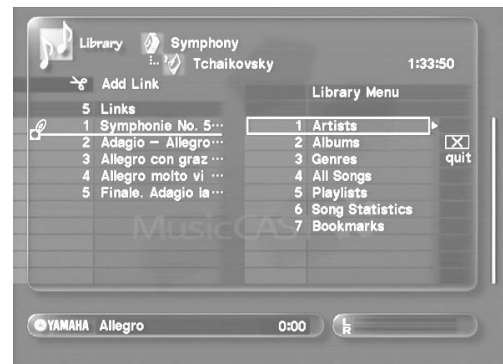 Library Symphony
Tchaikovsky 1:33:50
Add Link
Library Menu
5 Links
1 Symphonie No. 5···
2 Adagio – Allegro···
3 Allegro con graz ···
4 Allegro molto vi ···
5 Finale. Adagio la···
1 Artists
2 Albums
3 Genres
4 All Songs
5 Playlists
6 Song Statistics
7 Bookmarks
X
quit
YAMAHA Allegro 0:00
L
R